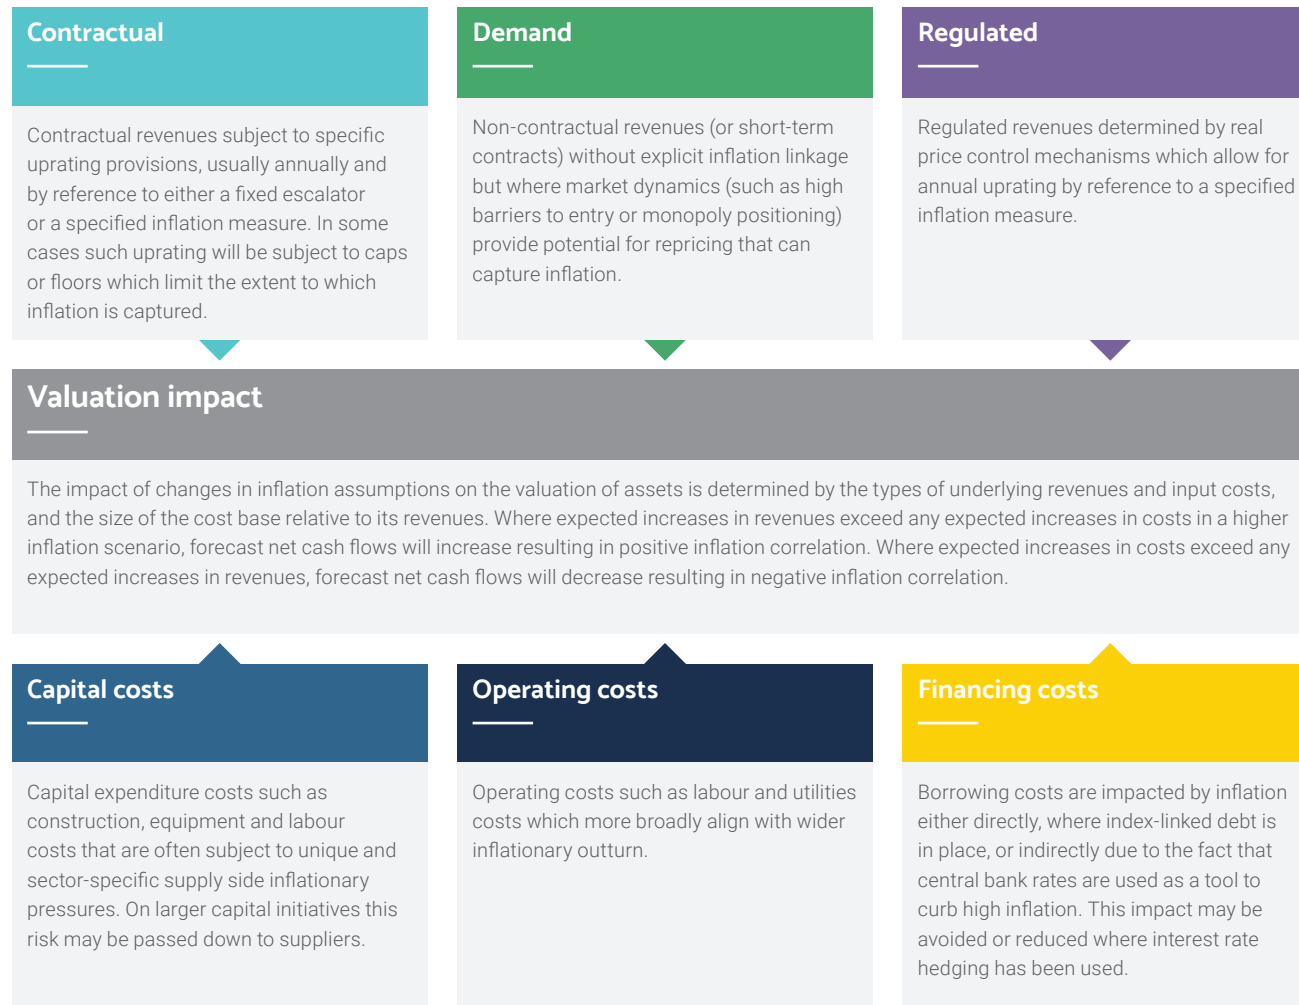 Contractual
Contractual revenues subject to specific
uprating provisions, usually annually and
by reference to either a fixed escalator
or a specified inflation measure. In some
cases such uprating will be subject to caps
or floors which limit the extent to which
inflation is captured.
Demand
Non-contractual revenues (or short-term
contracts) without explicit inflation linkage
but where market dynamics (such as high
barriers to entry or monopoly positioning)
provide potential for repricing that can
capture inflation.
Regulated
Regulated revenues determined by real
price control mechanisms which allow for
annual uprating by reference to a specified
inflation measure.
Valuation impact
The impact of changes in inflation assumptions on the valuation of assets is determined by the types of underlying revenues and input costs,
and the size of the cost base relative to its revenues. Where expected increases in revenues exceed any expected increases in costs in a higher
inflation scenario, forecast net cash flows will increase resulting in positive inflation correlation. Where expected increases in costs exceed any
expected increases in revenues, forecast net cash flows will decrease resulting in negative inflation correlation.
Capital costs
Capital expenditure costs such as
construction, equipment and labour
costs that are often subject to unique and
sector-specific supply side inflationary
pressures. On larger capital initiatives this
risk may be passed down to suppliers.
Operating costs
Operating costs such as labour and utilities
costs which more broadly align with wider
inflationary outturn.
Financing costs
Borrowing costs are impacted by inflation
either directly, where index-linked debt is
in place, or indirectly due to the fact that
central bank rates are used as a tool to
curb high inflation. This impact may be
avoided or reduced where interest rate
hedging has been used.